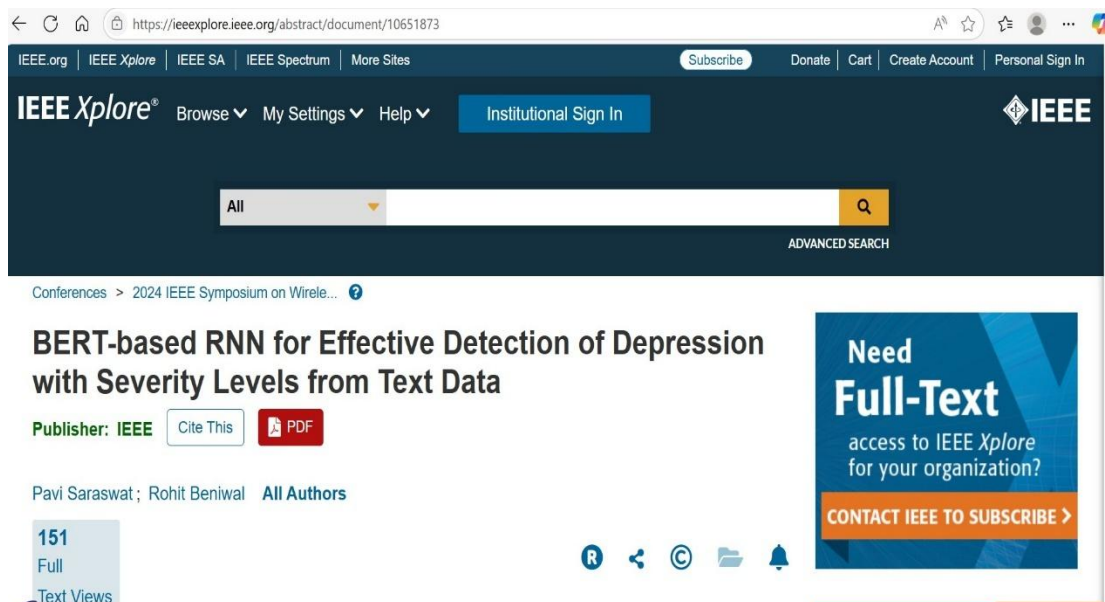 https://ieeexplore.ieee.org/abstract/document/10651873
IEEE.org | IEEE Xplore | IEEE SA | IEEE Spectrum | More Sites Subscribe Donate | Cart | Create Account | Personal Sign In
IEEE Xplore® Browse My Settings Help Institutional Sign In IEEE
All
ADVANCED SEARCH
Conferences > 2024 IEEE Symposium on Wirele...
BERT-based RNN for Effective Detection of Depression
with Severity Levels from Text Data
Publisher: IEEE Cite This PDF
Pavi Saraswat ; Rohit Beniwal All Authors
151
Full
Text Views
R ©
Need
Full-Text
access to IEEE Xplore
for your organization?
CONTACT IEEE TO SUBSCRIBE >